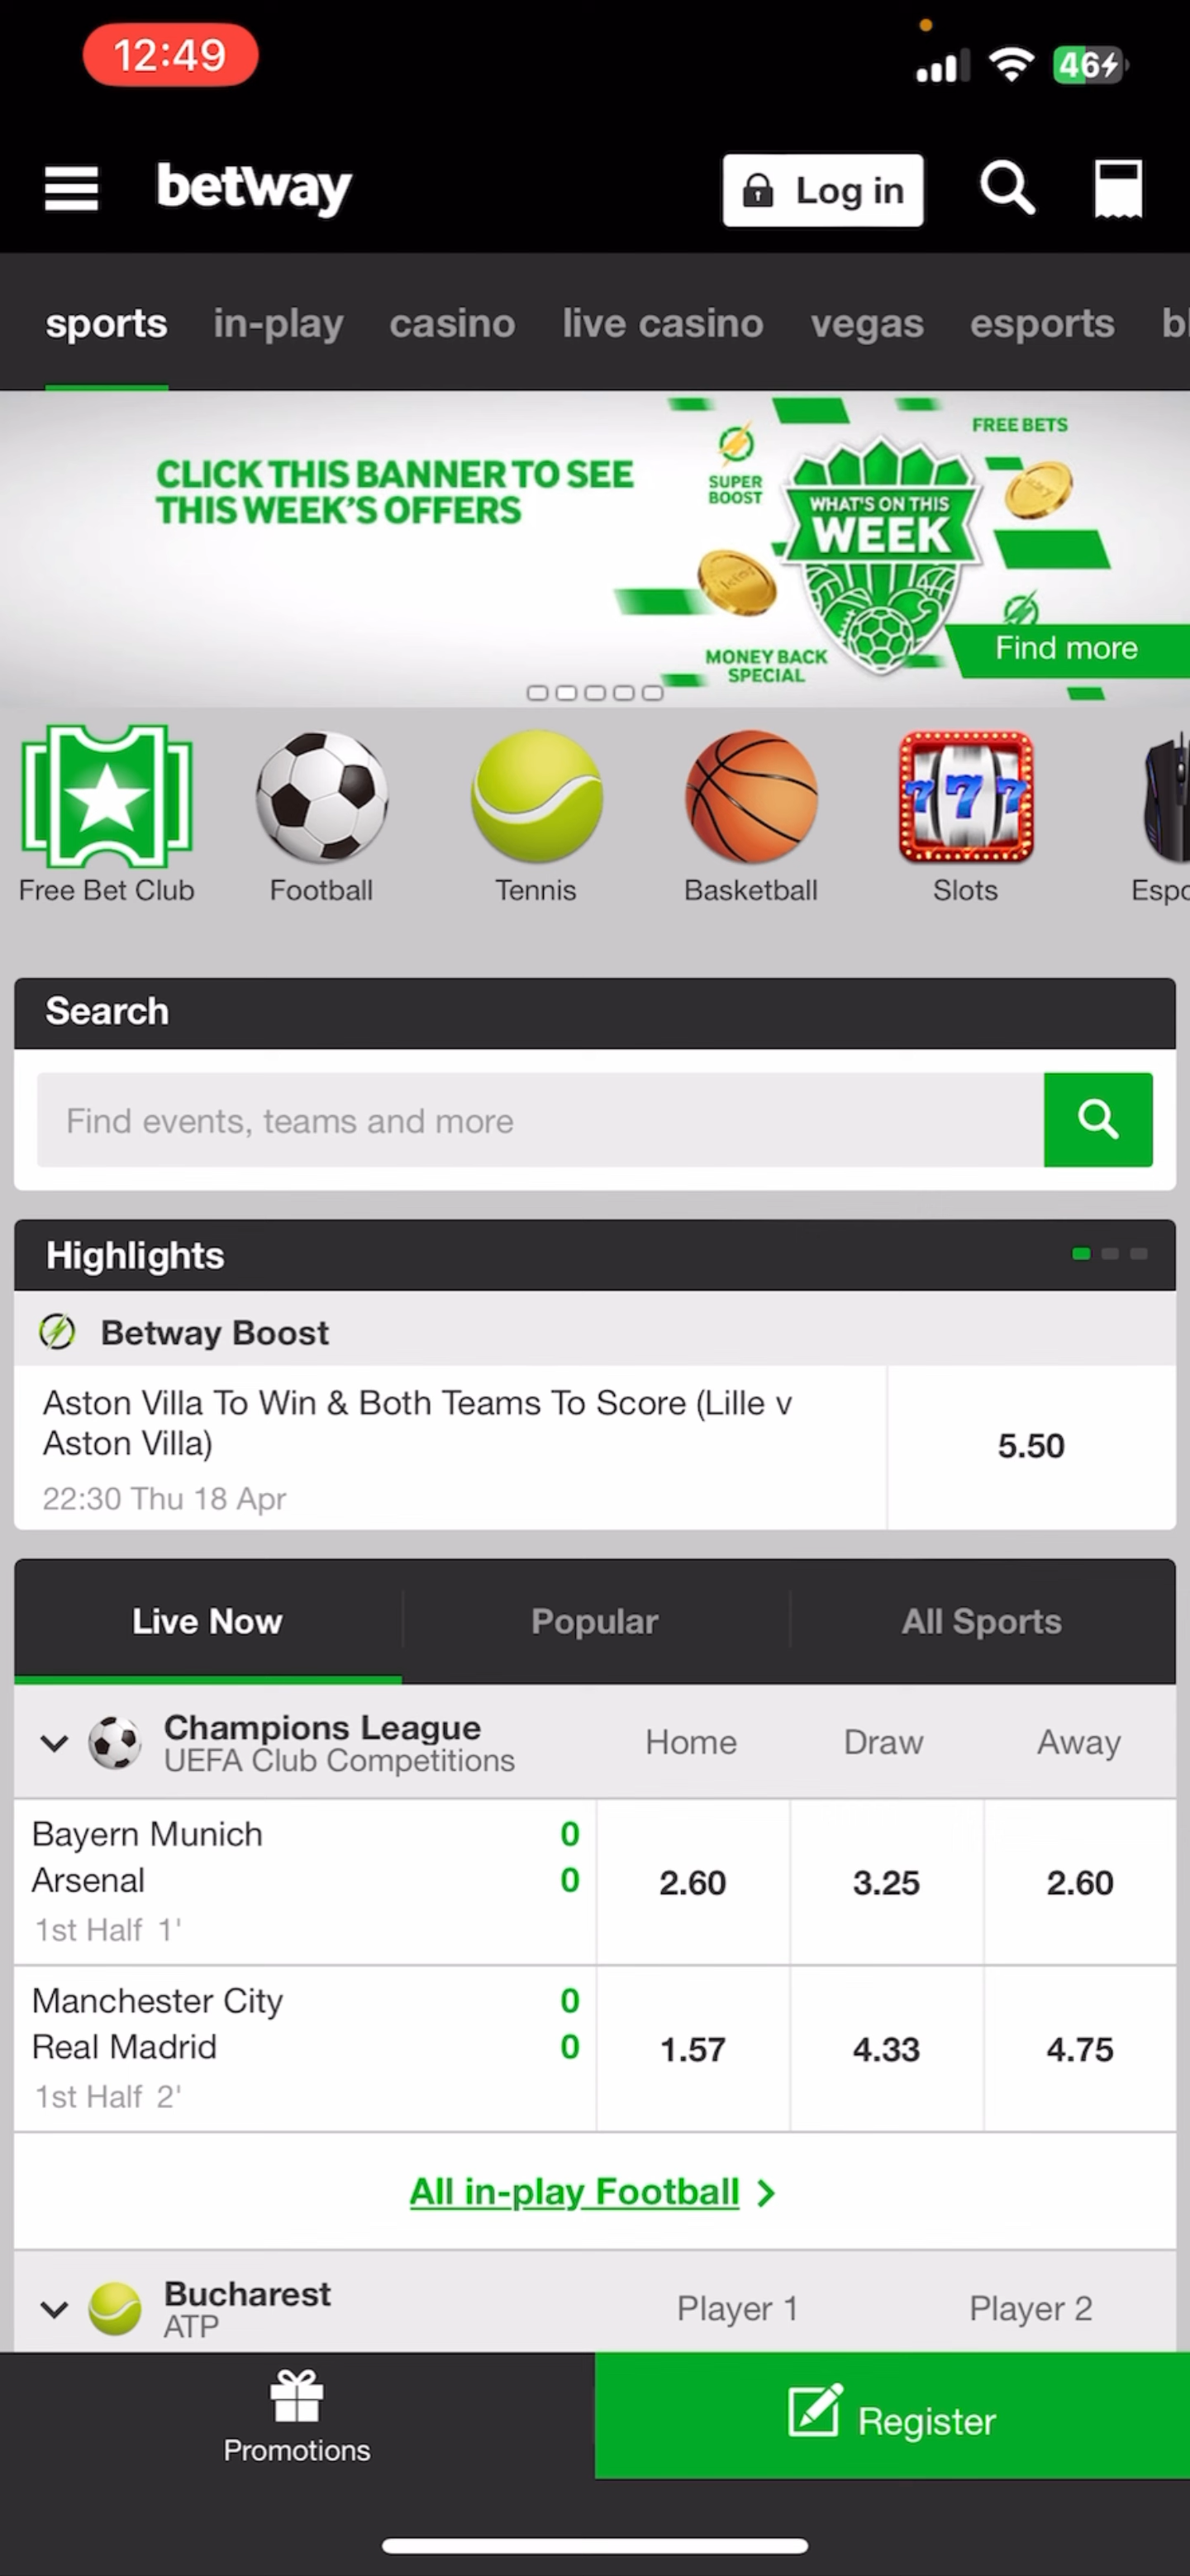 12:49
46
betway
Log in
sports in-play casino live casino vegas esports
CLICK THIS BANNER TO SEE
THIS WEEK'S OFFERS
FREE BETS
SUPER
BOOST
WHAT'S ON THIS
WEEK
MONEY BACK
SPECIAL
Find more
7 7 7
Free Bet Club Football Tennis Basketball Slots Espo
Search
Find events, teams and more
Highlights
Betway Boost
Aston Villa To Win & Both Teams To Score (Lille v
Aston Villa)
5.50
22:30 Thu 18 Apr
Live Now Popular All Sports
Champions League
UEFA Club Competitions
Home Draw Away
Bayern Munich 0
Arsenal 0
1st Half 1'
2.60 3.25 2.60
Manchester City 0
Real Madrid 0
1st Half 2'
1.57 4.33 4.75
All in-play Football
Bucharest
ATP
Player 1 Player 2
Promotions
Register